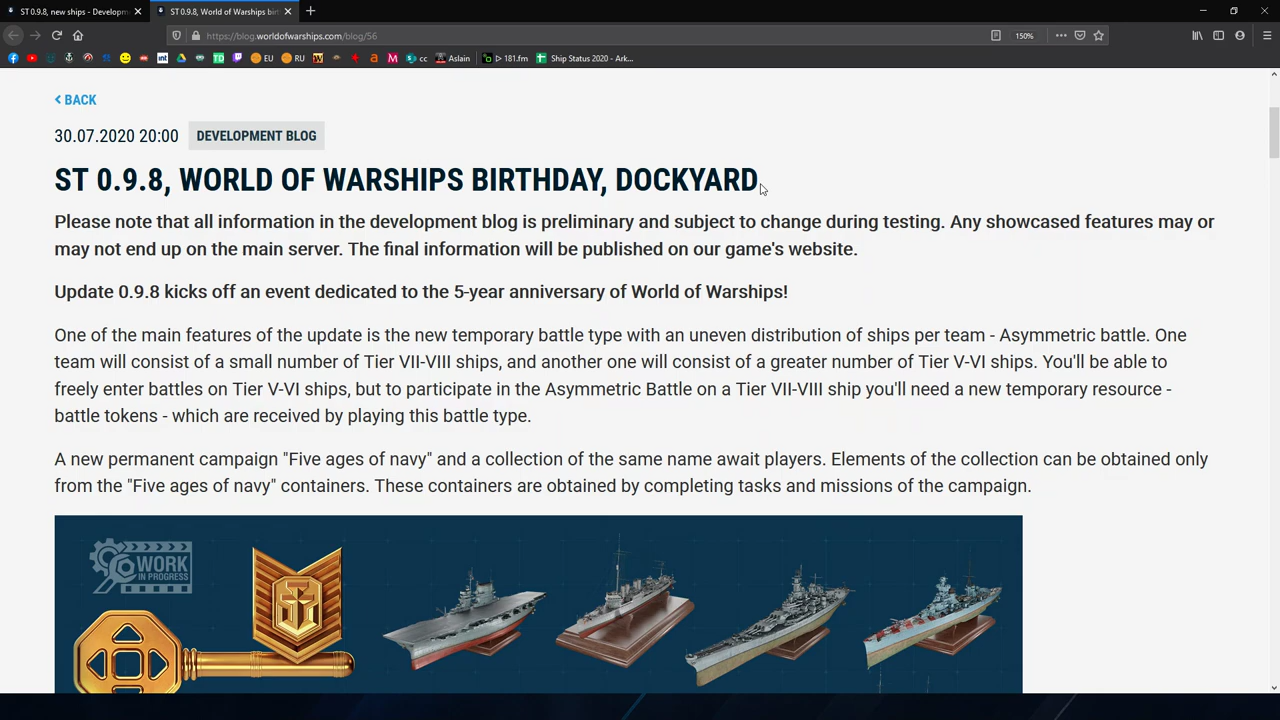 ST 0.9.8, new ships - Developm
ST 0.9.8, World of Warships birt
https://blog.worldofwarships.com/blog/56
150%
int
TD
EU
RU
cc
Aslain
181.fm
Ship Status 2020 - Ark...
BACK
30.07.2020 20:00 DEVELOPMENT BLOG
ST 0.9.8, WORLD OF WARSHIPS BIRTHDAY, DOCKYARD
Please note that all information in the development blog is preliminary and subject to change during testing. Any showcased features may or
may not end up on the main server. The final information will be published on our game's website.
Update 0.9.8 kicks off an event dedicated to the 5-year anniversary of World of Warships!
One of the main features of the update is the new temporary battle type with an uneven distribution of ships per team - Asymmetric battle. One
team will consist of a small number of Tier VII-VIII ships, and another one will consist of a greater number of Tier V-VI ships. You'll be able to
freely enter battles on Tier V-VI ships, but to participate in the Asymmetric Battle on a Tier VII-VIII ship you'll need a new temporary resource -
battle tokens - which are received by playing this battle type.
A new permanent campaign "Five ages of navy" and a collection of the same name await players. Elements of the collection can be obtained only
from the "Five ages of navy" containers. These containers are obtained by completing tasks and missions of the campaign.
WORK
IN PROGRESS